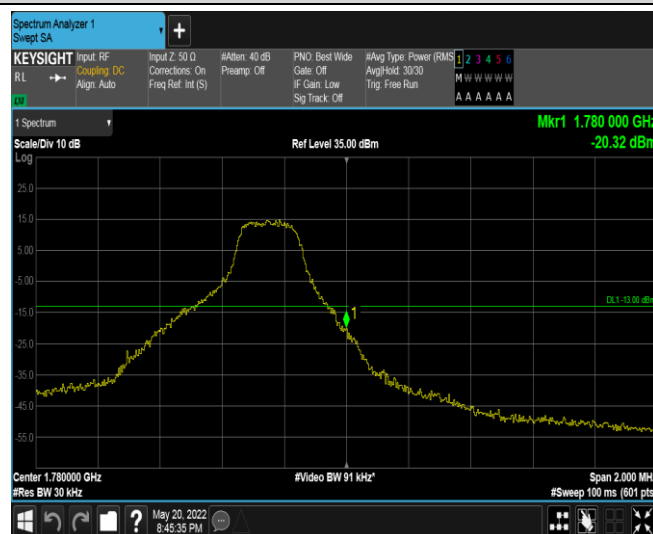 Spectrum Analyzer 1
Swept SA
KEYSIGHT
RL
LXI
Input: RF
Coupling: DC
Align: Auto
Input Z: 50 Ω
Corrections: On
Freq Ref: Int (S)
#Atten: 40 dB
Preamp: Off
PNO: Best Wide
Gate: Off
IF Gain: Low
Sig Track: Off
#Avg Type: Power (RMS
Avg|Hold: 30/30
Trig: Free Run
1 2 3 4 5 6
M W W W W W
A A A A A A
1 Spectrum
Mkr1 1.780 000 GHz
-20.32 dBm
Scale/Div 10 dB
Ref Level 35.00 dBm
Log
25.0
15.0
5.00
-5.00
DL1 -13.00 dBm
-15.0
1
-25.0
-35.0
-45.0
-55.0
Center 1.780000 GHz
#Video BW 91 kHz*
Span 2.000 MHz
#Res BW 30 kHz
#Sweep 100 ms (601 pts)
?
May 20, 2022
8:45:35 PM